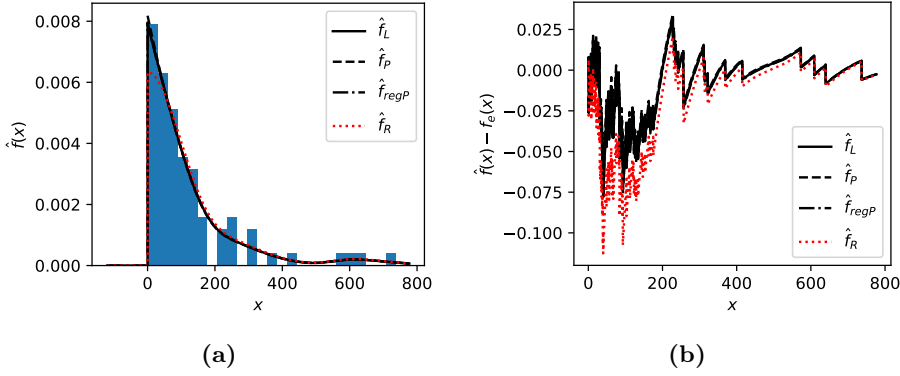 0.008
0.006
0.004
0.002
0.000
f̂(x)
0 200 400 600 800
x
f̂_L
f̂_P
f̂_regP
f̂_R
(a)
0.025
0.000
−0.025
−0.050
−0.075
−0.100
f̂(x) − f_e(x)
0 200 400 600 800
x
f̂_L
f̂_P
f̂_regP
f̂_R
(b)